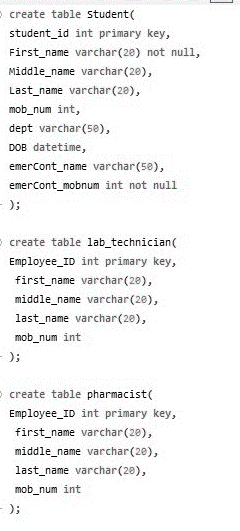 create table Student(
student_id int primary key,
First_name varchar(20) not null,
Middle_name varchar(20),
Last_name varchar(20),
mob_num int,
dept varchar(50),
DOB datetime,
emerCont_name varchar(50),
emerCont_mobnum int not null
);
create table lab_technician(
Employee_ID int primary key,
first_name varchar(20),
middle_name varchar(20),
last_name varchar(20),
mob_num int
);
create table pharmacist(
Employee_ID int primary key,
first_name varchar(20),
middle_name varchar(20),
last_name varchar(20),
mob_num int
);